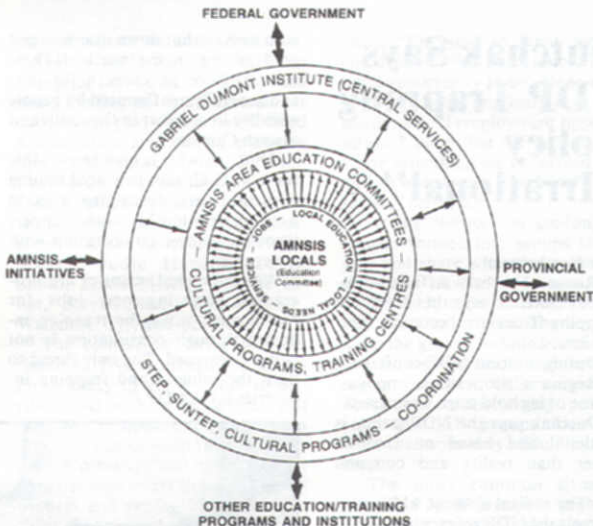 FEDERAL GOVERNMENT
GABRIEL DUMONT INSTITUTE (CENTRAL SERVICES)
– AMNSIS AREA EDUCATION COMMITTEES
– JOBS – LOCAL EDUCATION – LOCAL NEEDS SERVICES
AMNSIS
LOCALS
(Education
Committee)
AMNSIS
INITIATIVES
PROVINCIAL
GOVERNMENT
– CULTURAL PROGRAMS, TRAINING CENTRES
STEP, SUNTEP, CULTURAL PROGRAMS – CO-ORDINATION
OTHER EDUCATION/TRAINING
PROGRAMS AND INSTITUTIONS